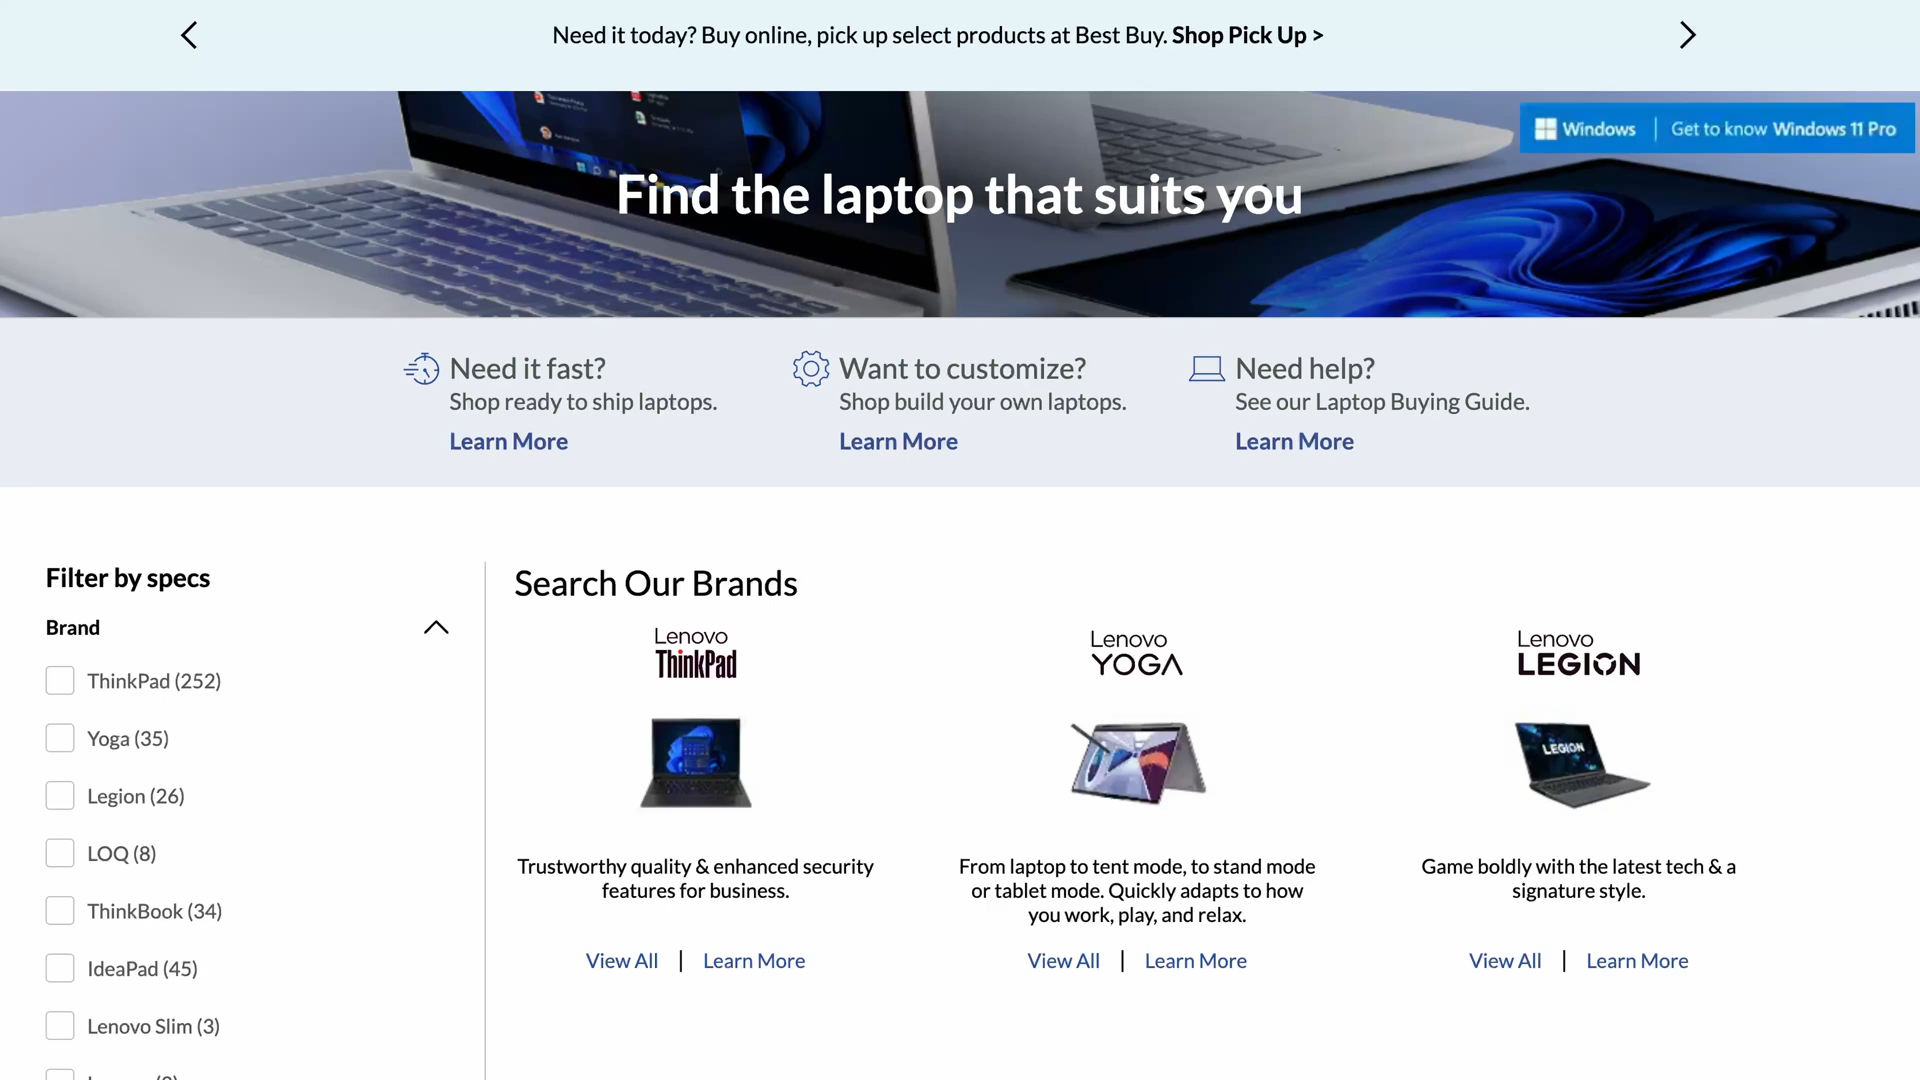 Need it today? Buy online, pick up select products at Best Buy. Shop Pick Up >
Windows | Get to know Windows 11 Pro
Find the laptop that suits you
Need it fast?
Shop ready to ship laptops.
Learn More
Want to customize?
Shop build your own laptops.
Learn More
Need help?
See our Laptop Buying Guide.
Learn More
Filter by specs
Brand
ThinkPad (252)
Yoga (35)
Legion (26)
LOQ (8)
ThinkBook (34)
IdeaPad (45)
Lenovo Slim (3)
Search Our Brands
Lenovo
ThinkPad
Trustworthy quality & enhanced security
features for business.
View All | Learn More
Lenovo
YOGA
From laptop to tent mode, to stand mode
or tablet mode. Quickly adapts to how
you work, play, and relax.
View All | Learn More
Lenovo
LEGION
LEGION
Game boldly with the latest tech & a
signature style.
View All | Learn More